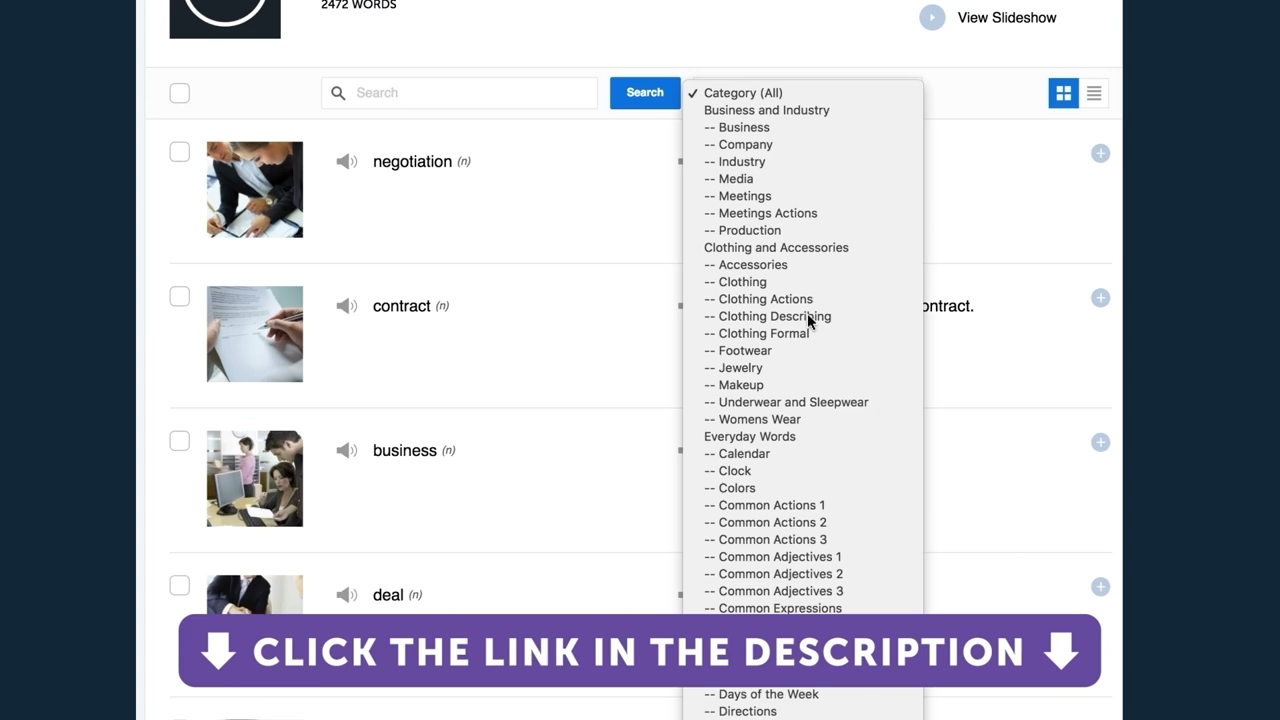 2472 WORDS
View Slideshow
Search
Search
✓ Category (All)
Business and Industry
-- Business
-- Company
-- Industry
-- Media
-- Meetings
-- Meetings Actions
-- Production
Clothing and Accessories
-- Accessories
-- Clothing
-- Clothing Actions
-- Clothing Describing
-- Clothing Formal
-- Footwear
-- Jewelry
-- Makeup
-- Underwear and Sleepwear
-- Womens Wear
Everyday Words
-- Calendar
-- Clock
-- Colors
-- Common Actions 1
-- Common Actions 2
-- Common Actions 3
-- Common Adjectives 1
-- Common Adjectives 2
-- Common Adjectives 3
-- Common Expressions
-- Days of the Week
-- Directions
negotiation (n)
contract (n)
business (n)
deal (n)
CLICK THE LINK IN THE DESCRIPTION